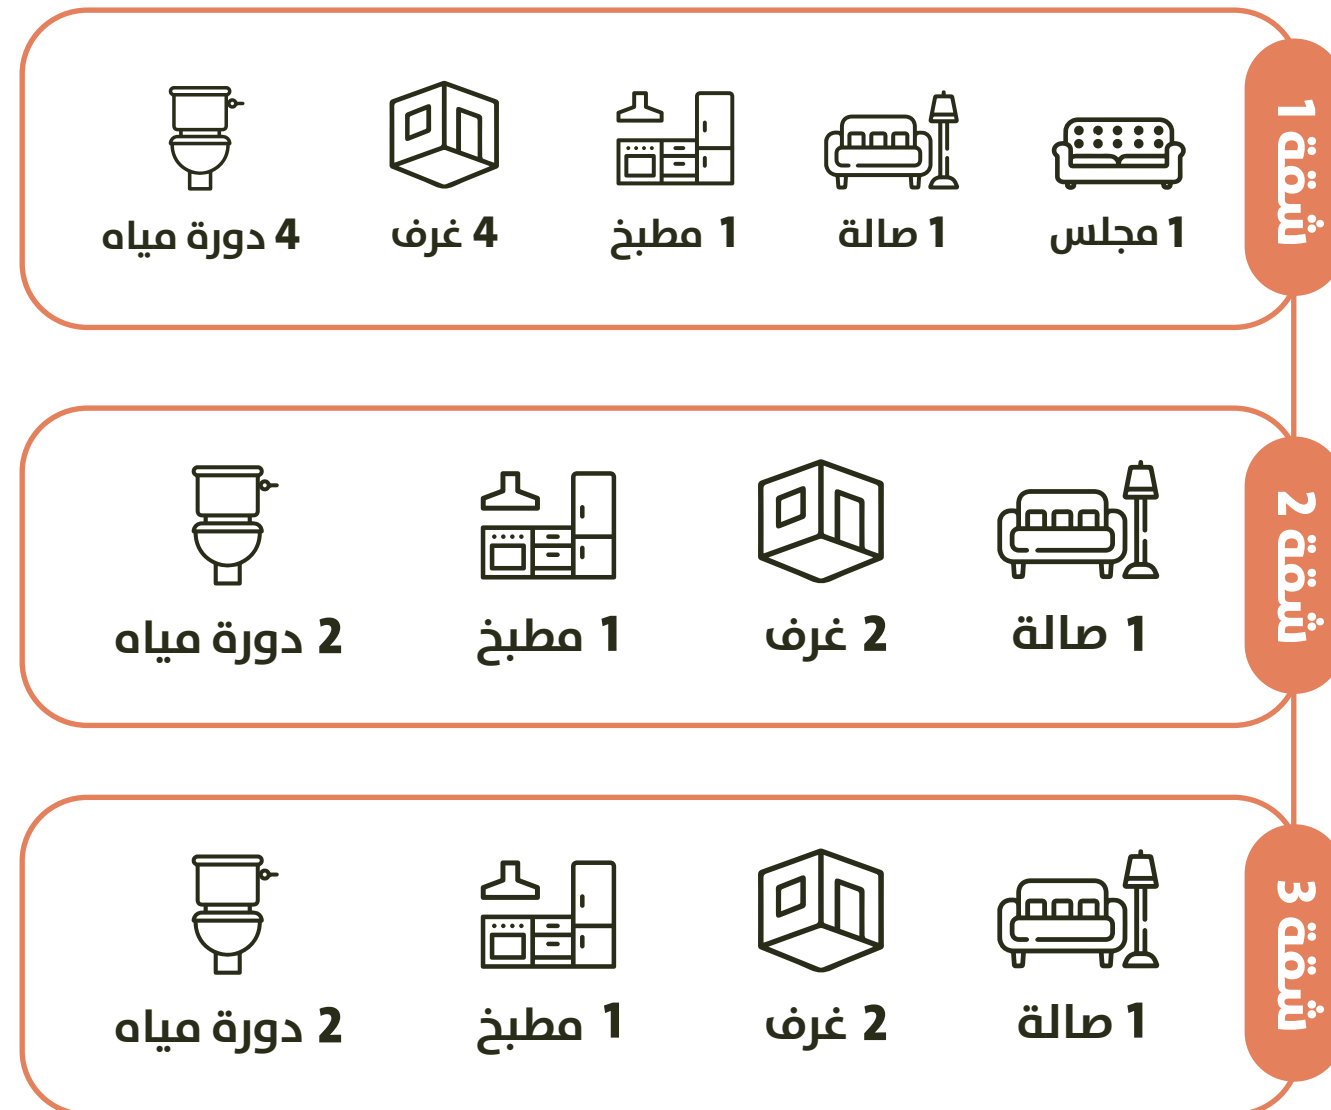 شقة 1
1 مجلس
1 صالة
1 مطبخ
4 غرف
4 دورة مياه
شقة 2
1 صالة
2 غرف
1 مطبخ
2 دورة مياه
شقة 3
1 صالة
2 غرف
1 مطبخ
2 دورة مياه